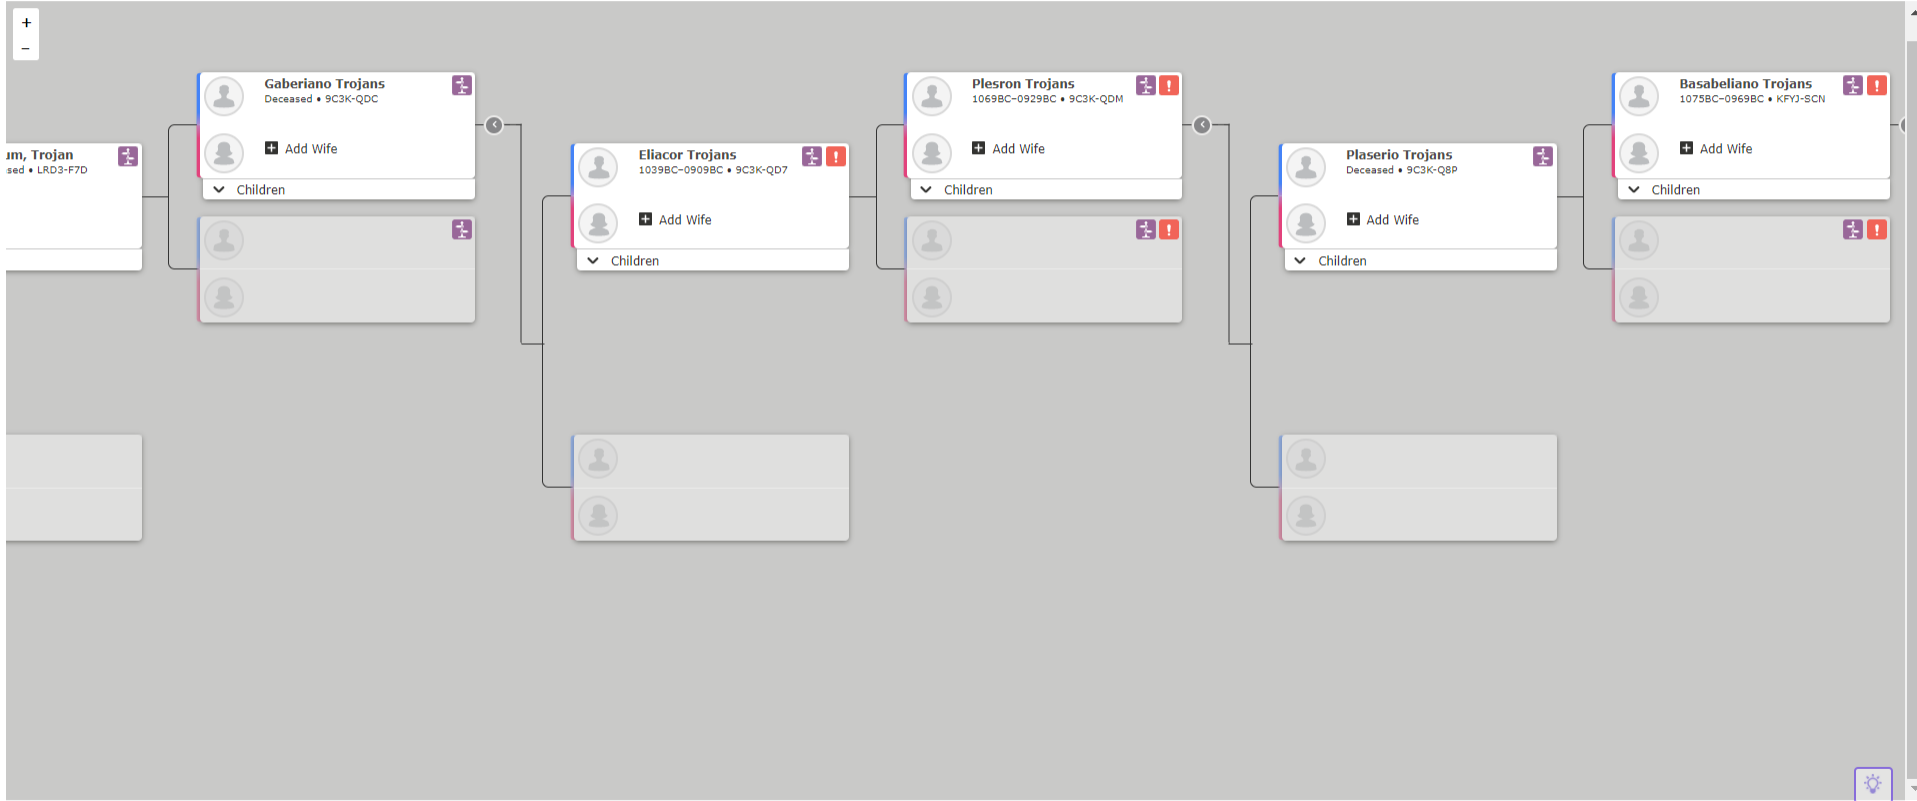 +
−
um, Trojan
sed • LRD3-F7D
Gaberiano Trojans
Deceased • 9C3K-QDC
Add Wife
Children
Eliacor Trojans
1039BC–0909BC • 9C3K-QD7
Add Wife
Children
Plesron Trojans
1069BC–0929BC • 9C3K-QDM
Add Wife
Children
Plaserio Trojans
Deceased • 9C3K-Q8P
Add Wife
Children
Basabeliano Trojans
1075BC–0969BC • KFYJ-SCN
Add Wife
Children